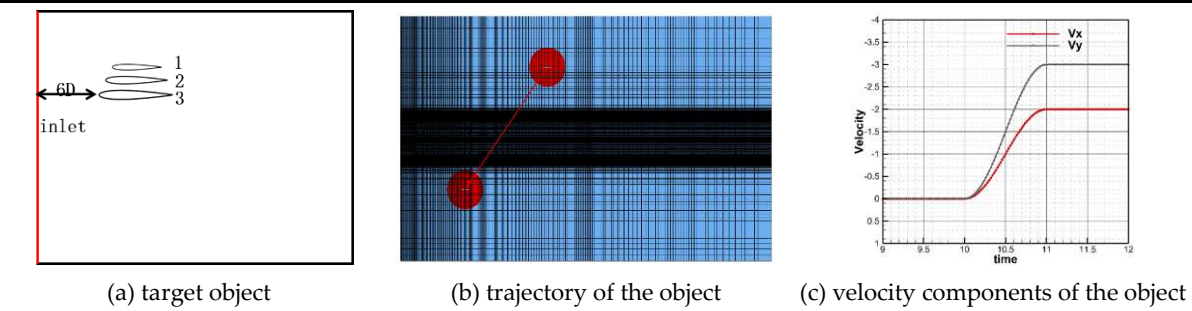 1
2
6D
3
inlet
-4
Vx
-3.5
Vy
-3
-2.5
-2
Velocity
-1.5
-1
-0.5
0
0.5
1
9
9.5
10
10.5
11
11.5
12
time
(a) target object
(b) trajectory of the object
(c) velocity components of the object